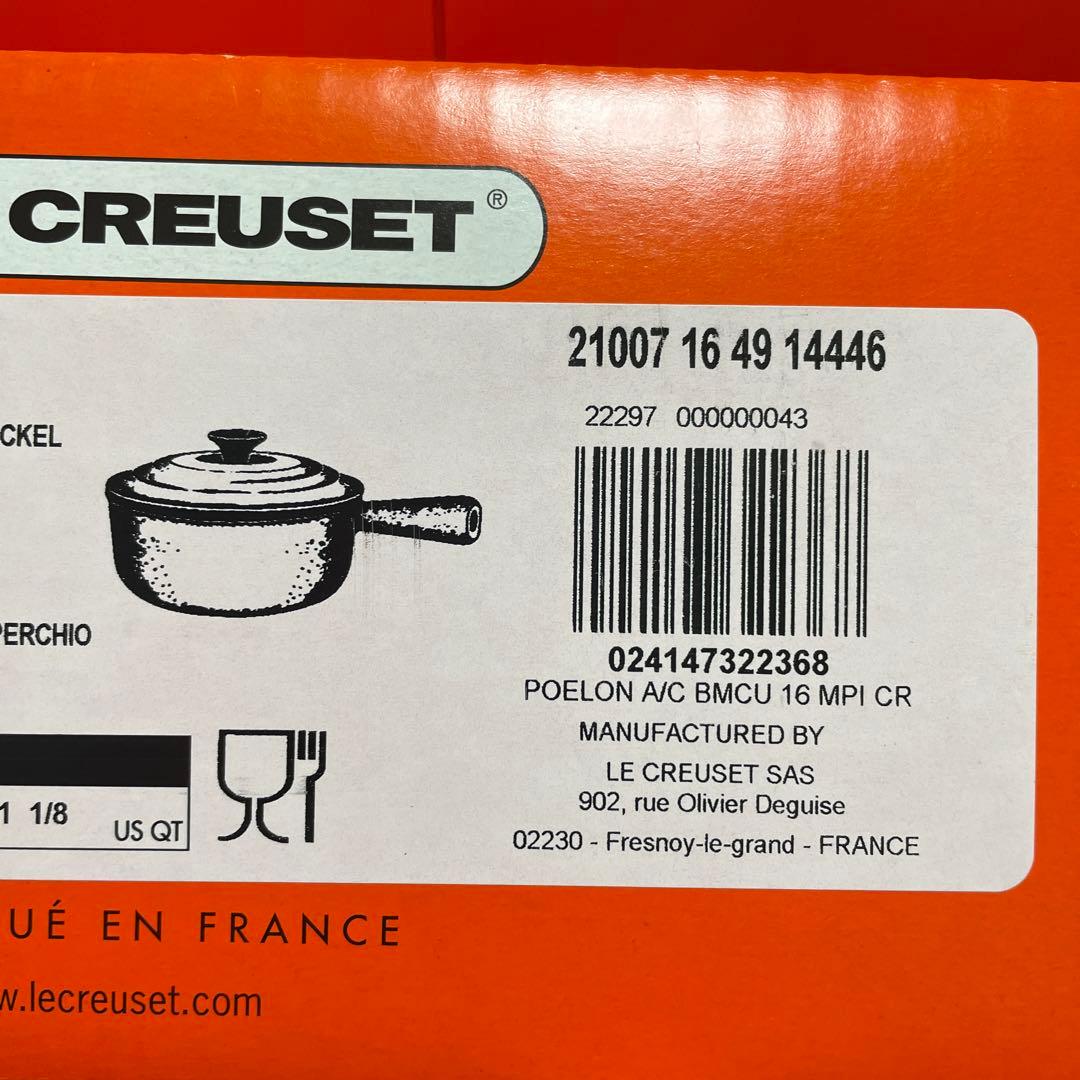 CREUSET®
21007 16 49 14446
22297 000000043
CKEL
PERCHIO
024147322368
POELON A/C BMCU 16 MPI CR
MANUFACTURED BY
LE CREUSET SAS
902, rue Olivier Deguise
02230 - Fresnoy-le-grand - FRANCE
1 1/8
US QT
UÉ EN FRANCE
w.lecreuset.com